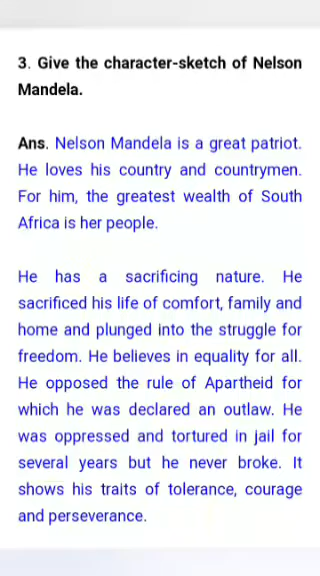 3. Give the character-sketch of Nelson
Mandela.
Ans. Nelson Mandela is a great patriot.
He loves his country and countrymen.
For him, the greatest wealth of South
Africa is her people.
He has a sacrificing nature. He
sacrificed his life of comfort, family and
home and plunged into the struggle for
freedom. He believes in equality for all.
He opposed the rule of Apartheid for
which he was declared an outlaw. He
was oppressed and tortured in jail for
several years but he never broke. It
shows his traits of tolerance, courage
and perseverance.